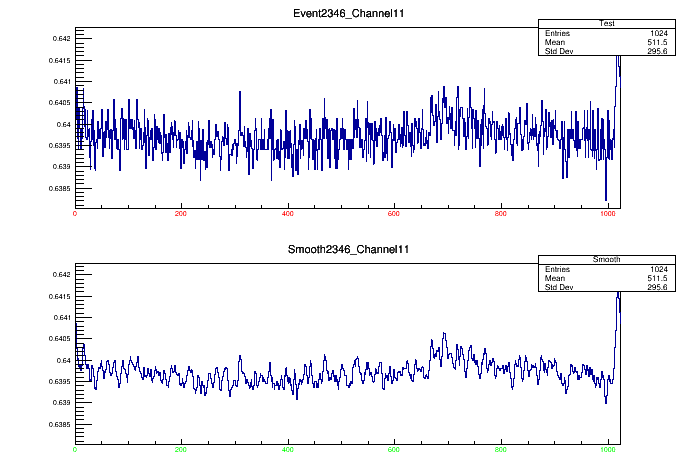 Event2346_Channel11
Test
Entries 1024
Mean 511.5
Std Dev 295.6
0.642
0.6415
0.641
0.6405
0.64
0.6395
0.639
0.6385
0 200 400 600 800 1000
Smooth2346_Channel11
Smooth
Entries 1024
Mean 511.5
Std Dev 295.6
0.642
0.6415
0.641
0.6405
0.64
0.6395
0.639
0.6385
0 200 400 600 800 1000